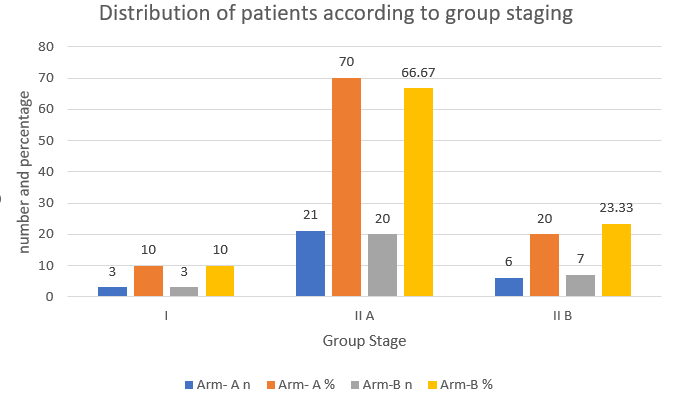 Distribution of patients according to group staging
number and percentage
80
70
60
50
40
30
20
10
0
3
10
3
10
21
70
20
66.67
6
20
7
23.33
I
II A
II B
Group Stage
Arm- A n
Arm- A %
Arm-B n
Arm-B %